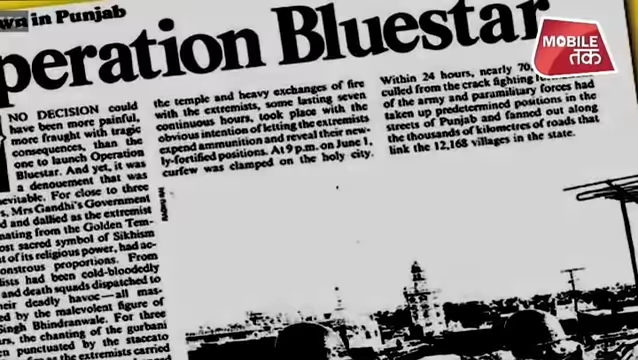 wn in Punjab
peration Bluestar
MOBILE
तक
NO DECISION could
have been more painful,
more fraught with tragic
consequences, than the
one to launch Operation
Bluestar. And yet, it was
a denouement that was
evitable. For close to three
s, Mrs Gandhi's Government
d and dallied as the extremist
nating from the Golden Tem-
ost sacred symbol of Sikhism
t of its religious power, had ac-
onstrous proportions. From
lists had been cold-bloodedly
and death squads dispatched to
heir deadly havoc—all mas-
ed by the malevolent figure of
Singh Bhindranwale. For three
rs, the chanting of the gurbani
punctuated by the staccato
as the extremists carried
the temple and heavy exchanges of fire
with the extremists, some lasting seven
continuous hours, took place with the
obvious intention of letting the extremists
expend ammunition and reveal their new-
ly-fortified positions. At 9 p.m. on June 1,
curfew was clamped on the holy city.
Within 24 hours, nearly 70,
culled from the crack fighting
of the army and paramilitary forces had
taken up predetermined positions in the
streets of Punjab and fanned out along
the thousands of kilometres of roads that
link the 12,168 villages in the state.